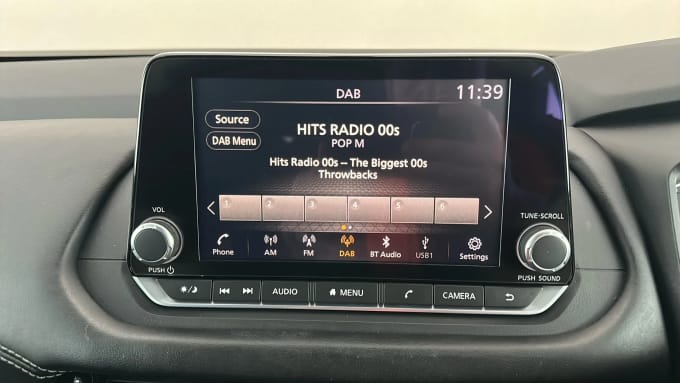 DAB
11:39
Source
DAB Menu
HITS RADIO 00s
POP M
Hits Radio 00s -- The Biggest 00s
Throwbacks
1 2 3 4 5 6
Phone AM FM DAB BT Audio USB1 Settings
VOL
PUSH
TUNE·SCROLL
PUSH SOUND
AUDIO MENU CAMERA